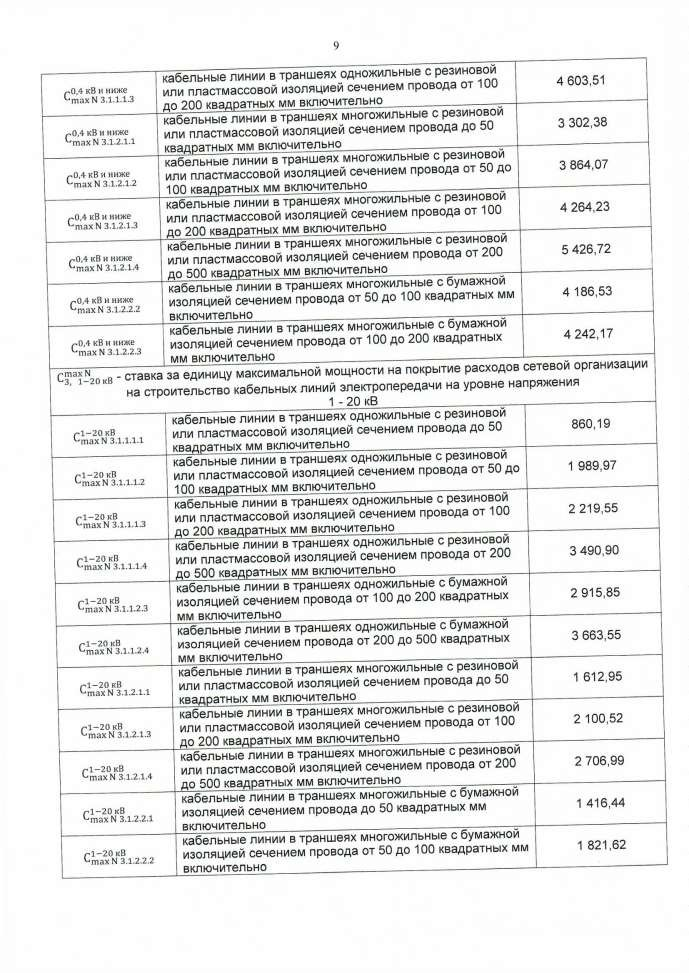 9
C 0,4 кВ и ниже max N 3.1.1.1.3
кабельные линии в траншеях одножильные с резиновой
или пластмассовой изоляцией сечением провода от 100
до 200 квадратных мм включительно
4 603,51
C 0,4 кВ и ниже max N 3.1.2.1.1
кабельные линии в траншеях многожильные с резиновой
или пластмассовой изоляцией сечением провода до 50
квадратных мм включительно
3 302,38
C 0,4 кВ и ниже max N 3.1.2.1.2
кабельные линии в траншеях многожильные с резиновой
или пластмассовой изоляцией сечением провода от 50 до
100 квадратных мм включительно
3 864,07
C 0,4 кВ и ниже max N 3.1.2.1.3
кабельные линии в траншеях многожильные с резиновой
или пластмассовой изоляцией сечением провода от 100
до 200 квадратных мм включительно
4 264,23
C 0,4 кВ и ниже max N 3.1.2.1.4
кабельные линии в траншеях многожильные с резиновой
или пластмассовой изоляцией сечением провода от 200
до 500 квадратных мм включительно
5 426,72
C 0,4 кВ и ниже max N 3.1.2.2.2
кабельные линии в траншеях многожильные с бумажной
изоляцией сечением провода от 50 до 100 квадратных мм
включительно
4 186,53
C 0,4 кВ и ниже max N 3.1.2.2.3
кабельные линии в траншеях многожильные с бумажной
изоляцией сечением провода от 100 до 200 квадратных
мм включительно
4 242,17
C max N 3, 1−20 кВ - ставка за единицу максимальной мощности на покрытие расходов сетевой организации
на строительство кабельных линий электропередачи на уровне напряжения
1 - 20 кВ
C 1−20 кВ max N 3.1.1.1.1
кабельные линии в траншеях одножильные с резиновой
или пластмассовой изоляцией сечением провода до 50
квадратных мм включительно
860,19
C 1−20 кВ max N 3.1.1.1.2
кабельные линии в траншеях одножильные с резиновой
или пластмассовой изоляцией сечением провода от 50 до
100 квадратных мм включительно
1 989,97
C 1−20 кВ max N 3.1.1.1.3
кабельные линии в траншеях одножильные с резиновой
или пластмассовой изоляцией сечением провода от 100
до 200 квадратных мм включительно
2 219,55
C 1−20 кВ max N 3.1.1.1.4
кабельные линии в траншеях одножильные с резиновой
или пластмассовой изоляцией сечением провода от 200
до 500 квадратных мм включительно
3 490,90
C 1−20 кВ max N 3.1.1.2.3
кабельные линии в траншеях одножильные с бумажной
изоляцией сечением провода от 100 до 200 квадратных
мм включительно
2 915,85
C 1−20 кВ max N 3.1.1.2.4
кабельные линии в траншеях одножильные с бумажной
изоляцией сечением провода от 200 до 500 квадратных
мм включительно
3 663,55
C 1−20 кВ max N 3.1.2.1.1
кабельные линии в траншеях многожильные с резиновой
или пластмассовой изоляцией сечением провода до 50
квадратных мм включительно
1 612,95
C 1−20 кВ max N 3.1.2.1.3
кабельные линии в траншеях многожильные с резиновой
или пластмассовой изоляцией сечением провода от 100
до 200 квадратных мм включительно
2 100,52
C 1−20 кВ max N 3.1.2.1.4
кабельные линии в траншеях многожильные с резиновой
или пластмассовой изоляцией сечением провода от 200
до 500 квадратных мм включительно
2 706,99
C 1−20 кВ max N 3.1.2.2.1
кабельные линии в траншеях многожильные с бумажной
изоляцией сечением провода до 50 квадратных мм
включительно
1 416,44
C 1−20 кВ max N 3.1.2.2.2
кабельные линии в траншеях многожильные с бумажной
изоляцией сечением провода от 50 до 100 квадратных мм
включительно
1 821,62